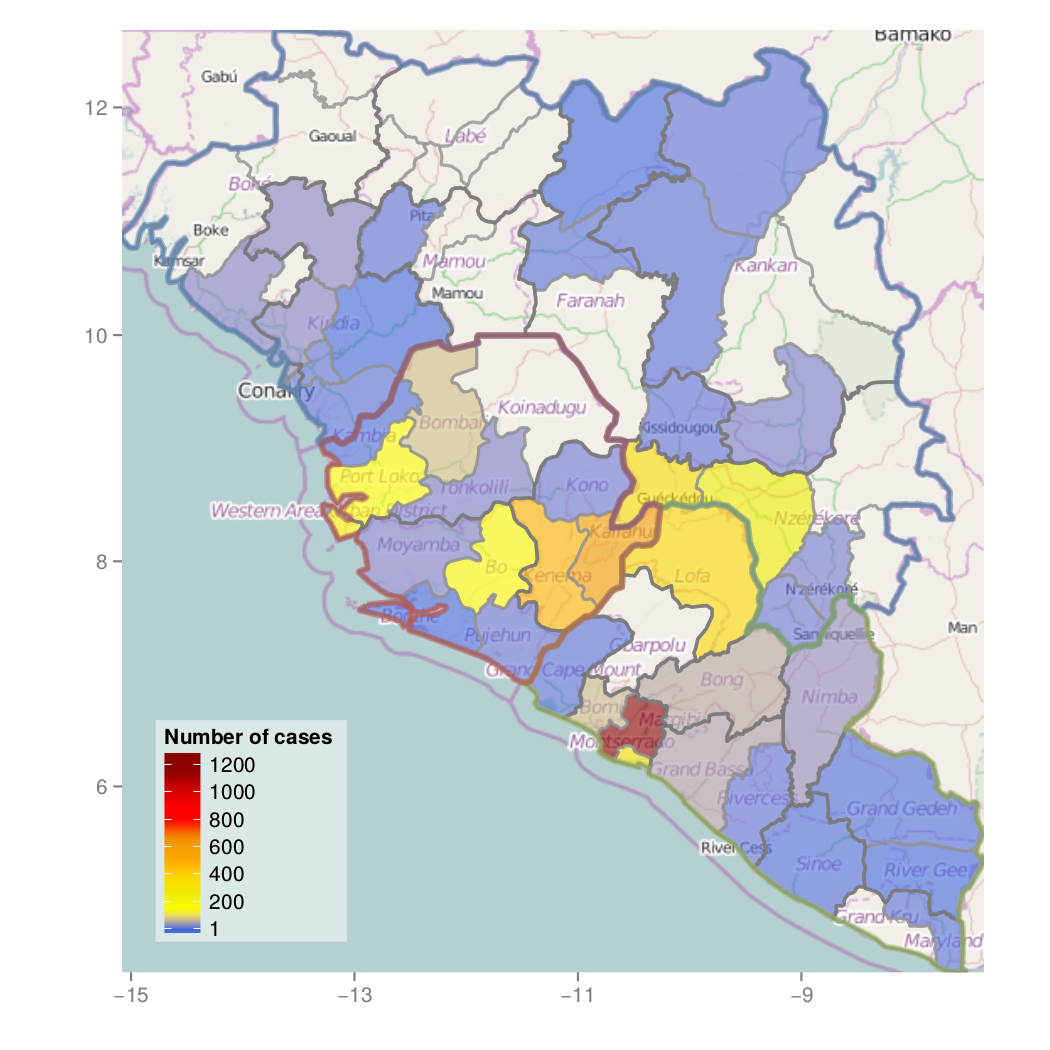 Bamako
Gabú
12
Gaoual
Labé
Boké
Pita
Boke
Kamsar
Mamou
Kankan
Mamou
Faranah
Kindia
10
Conakry
Koinadugu
Bombali
Kissidougou
Kambia
Port Loko
Tonkolili
Kono
Guéckédou
Western Area Urban District
Nzérékoré
Kailahun
Moyamba
8
Bo
Kenema
Lofa
Nzérékoré
Bonthe
Pujehun
Sanniquellie
Man
Gbarpolu
Grand Cape Mount
Bong
Nimba
Bomi
Margibi
Montserrado
Number of cases
1200
Grand Bassa
6
1000
Rivercess
Grand Gedeh
800
River Cess
600
Sinoe
River Gee
400
200
Grand Kru
1
Maryland
−15
−13
−11
−9